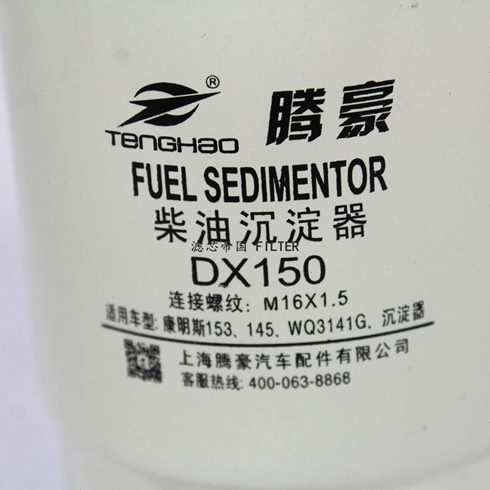 ®
TENGHAO 腾豪
FUEL SEDIMENTOR
柴油沉淀器
滤芯帝国 FILTER
DX150
连接螺纹: M16X1.5
适用车型: 康明斯153、145、WQ3141G、沉淀器
上海腾豪汽车配件有限公司
客服热线: 400-063-8868